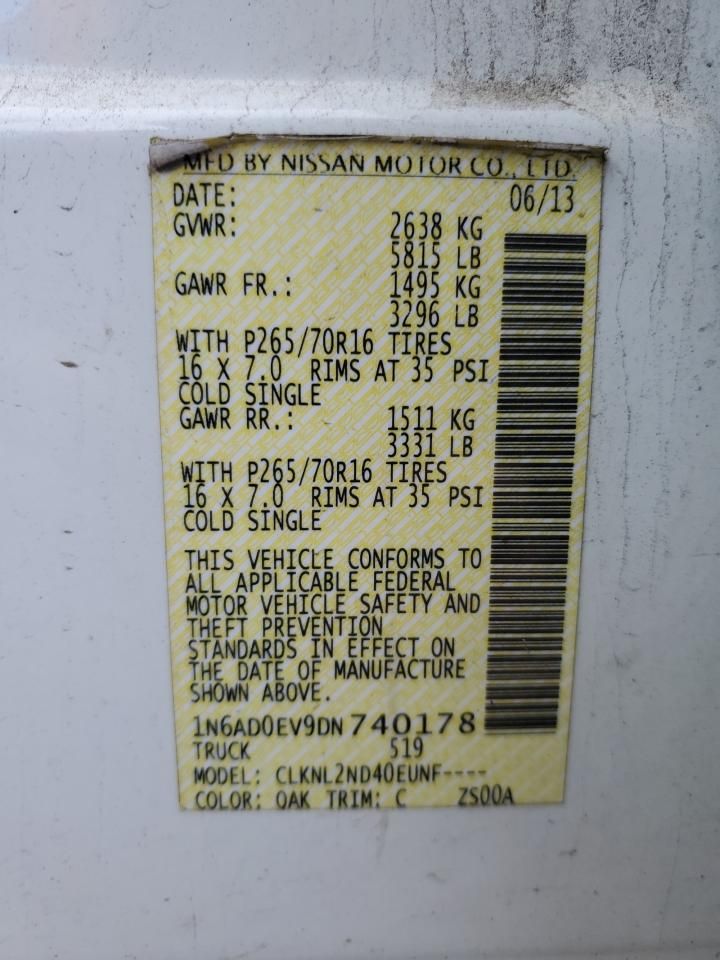 MFD BY NISSAN MOTOR CO., LTD.
DATE: 06/13
GVWR: 2638 KG
5815 LB
GAWR FR.: 1495 KG
3296 LB
WITH P265/70R16 TIRES
16 X 7.0 RIMS AT 35 PSI
COLD SINGLE
GAWR RR.: 1511 KG
3331 LB
WITH P265/70R16 TIRES
16 X 7.0 RIMS AT 35 PSI
COLD SINGLE
THIS VEHICLE CONFORMS TO
ALL APPLICABLE FEDERAL
MOTOR VEHICLE SAFETY AND
THEFT PREVENTION
STANDARDS IN EFFECT ON
THE DATE OF MANUFACTURE
SHOWN ABOVE.
1N6AD0EV9DN740178
TRUCK 519
MODEL: CLKNL2ND40EUNF----
COLOR: QAK TRIM: C ZS00A